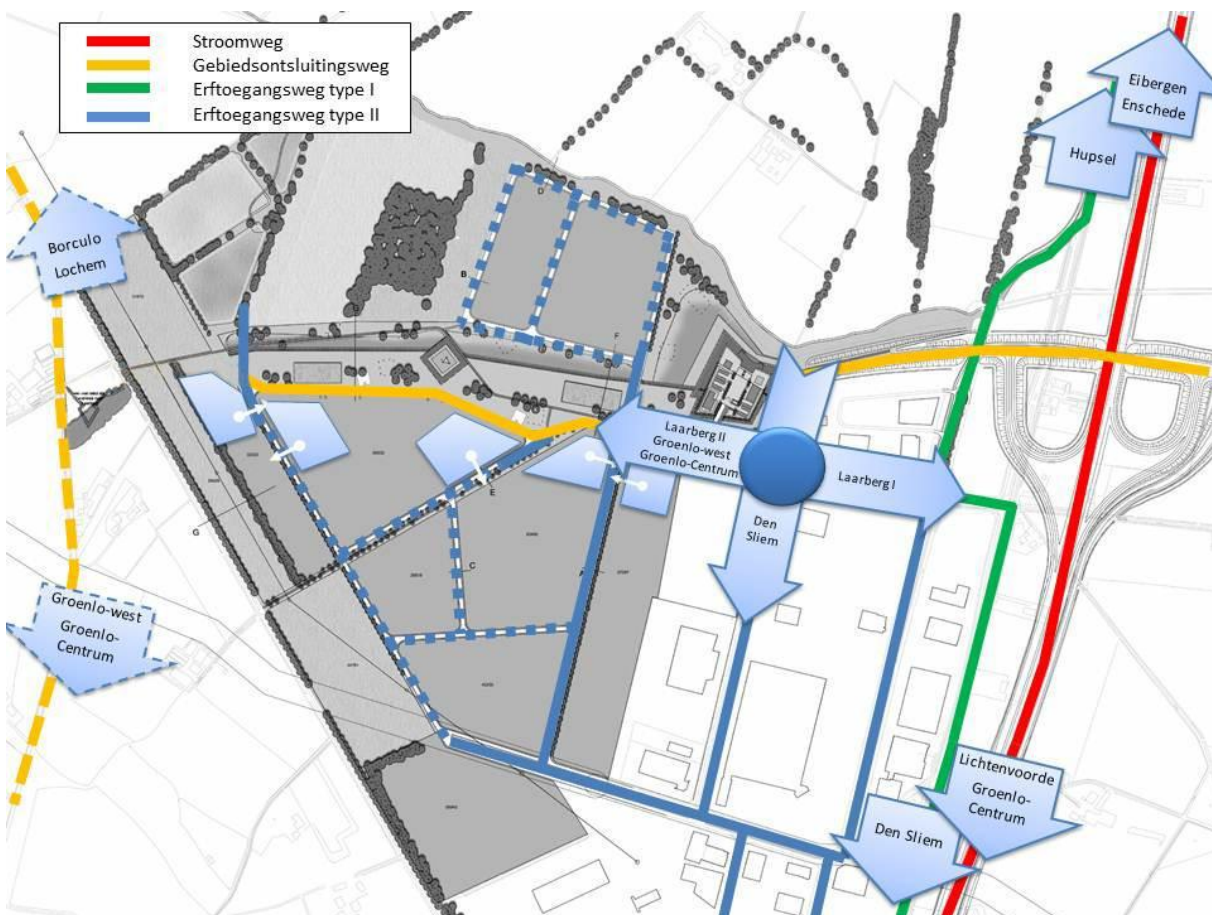 Stroomweg
Gebiedsontsluitingsweg
Erftoegangsweg type I
Erftoegangsweg type II
Eibergen
Enschede
Hupsel
Borculo
Lochem
D
B
F
Laarberg II
Groenlo-west
Groenlo-Centrum
Laarberg I
Den
Sliem
E
G
C
A
Groenlo-west
Groenlo-
Centrum
Lichtenvoorde
Groenlo-
Centrum
Den Sliem